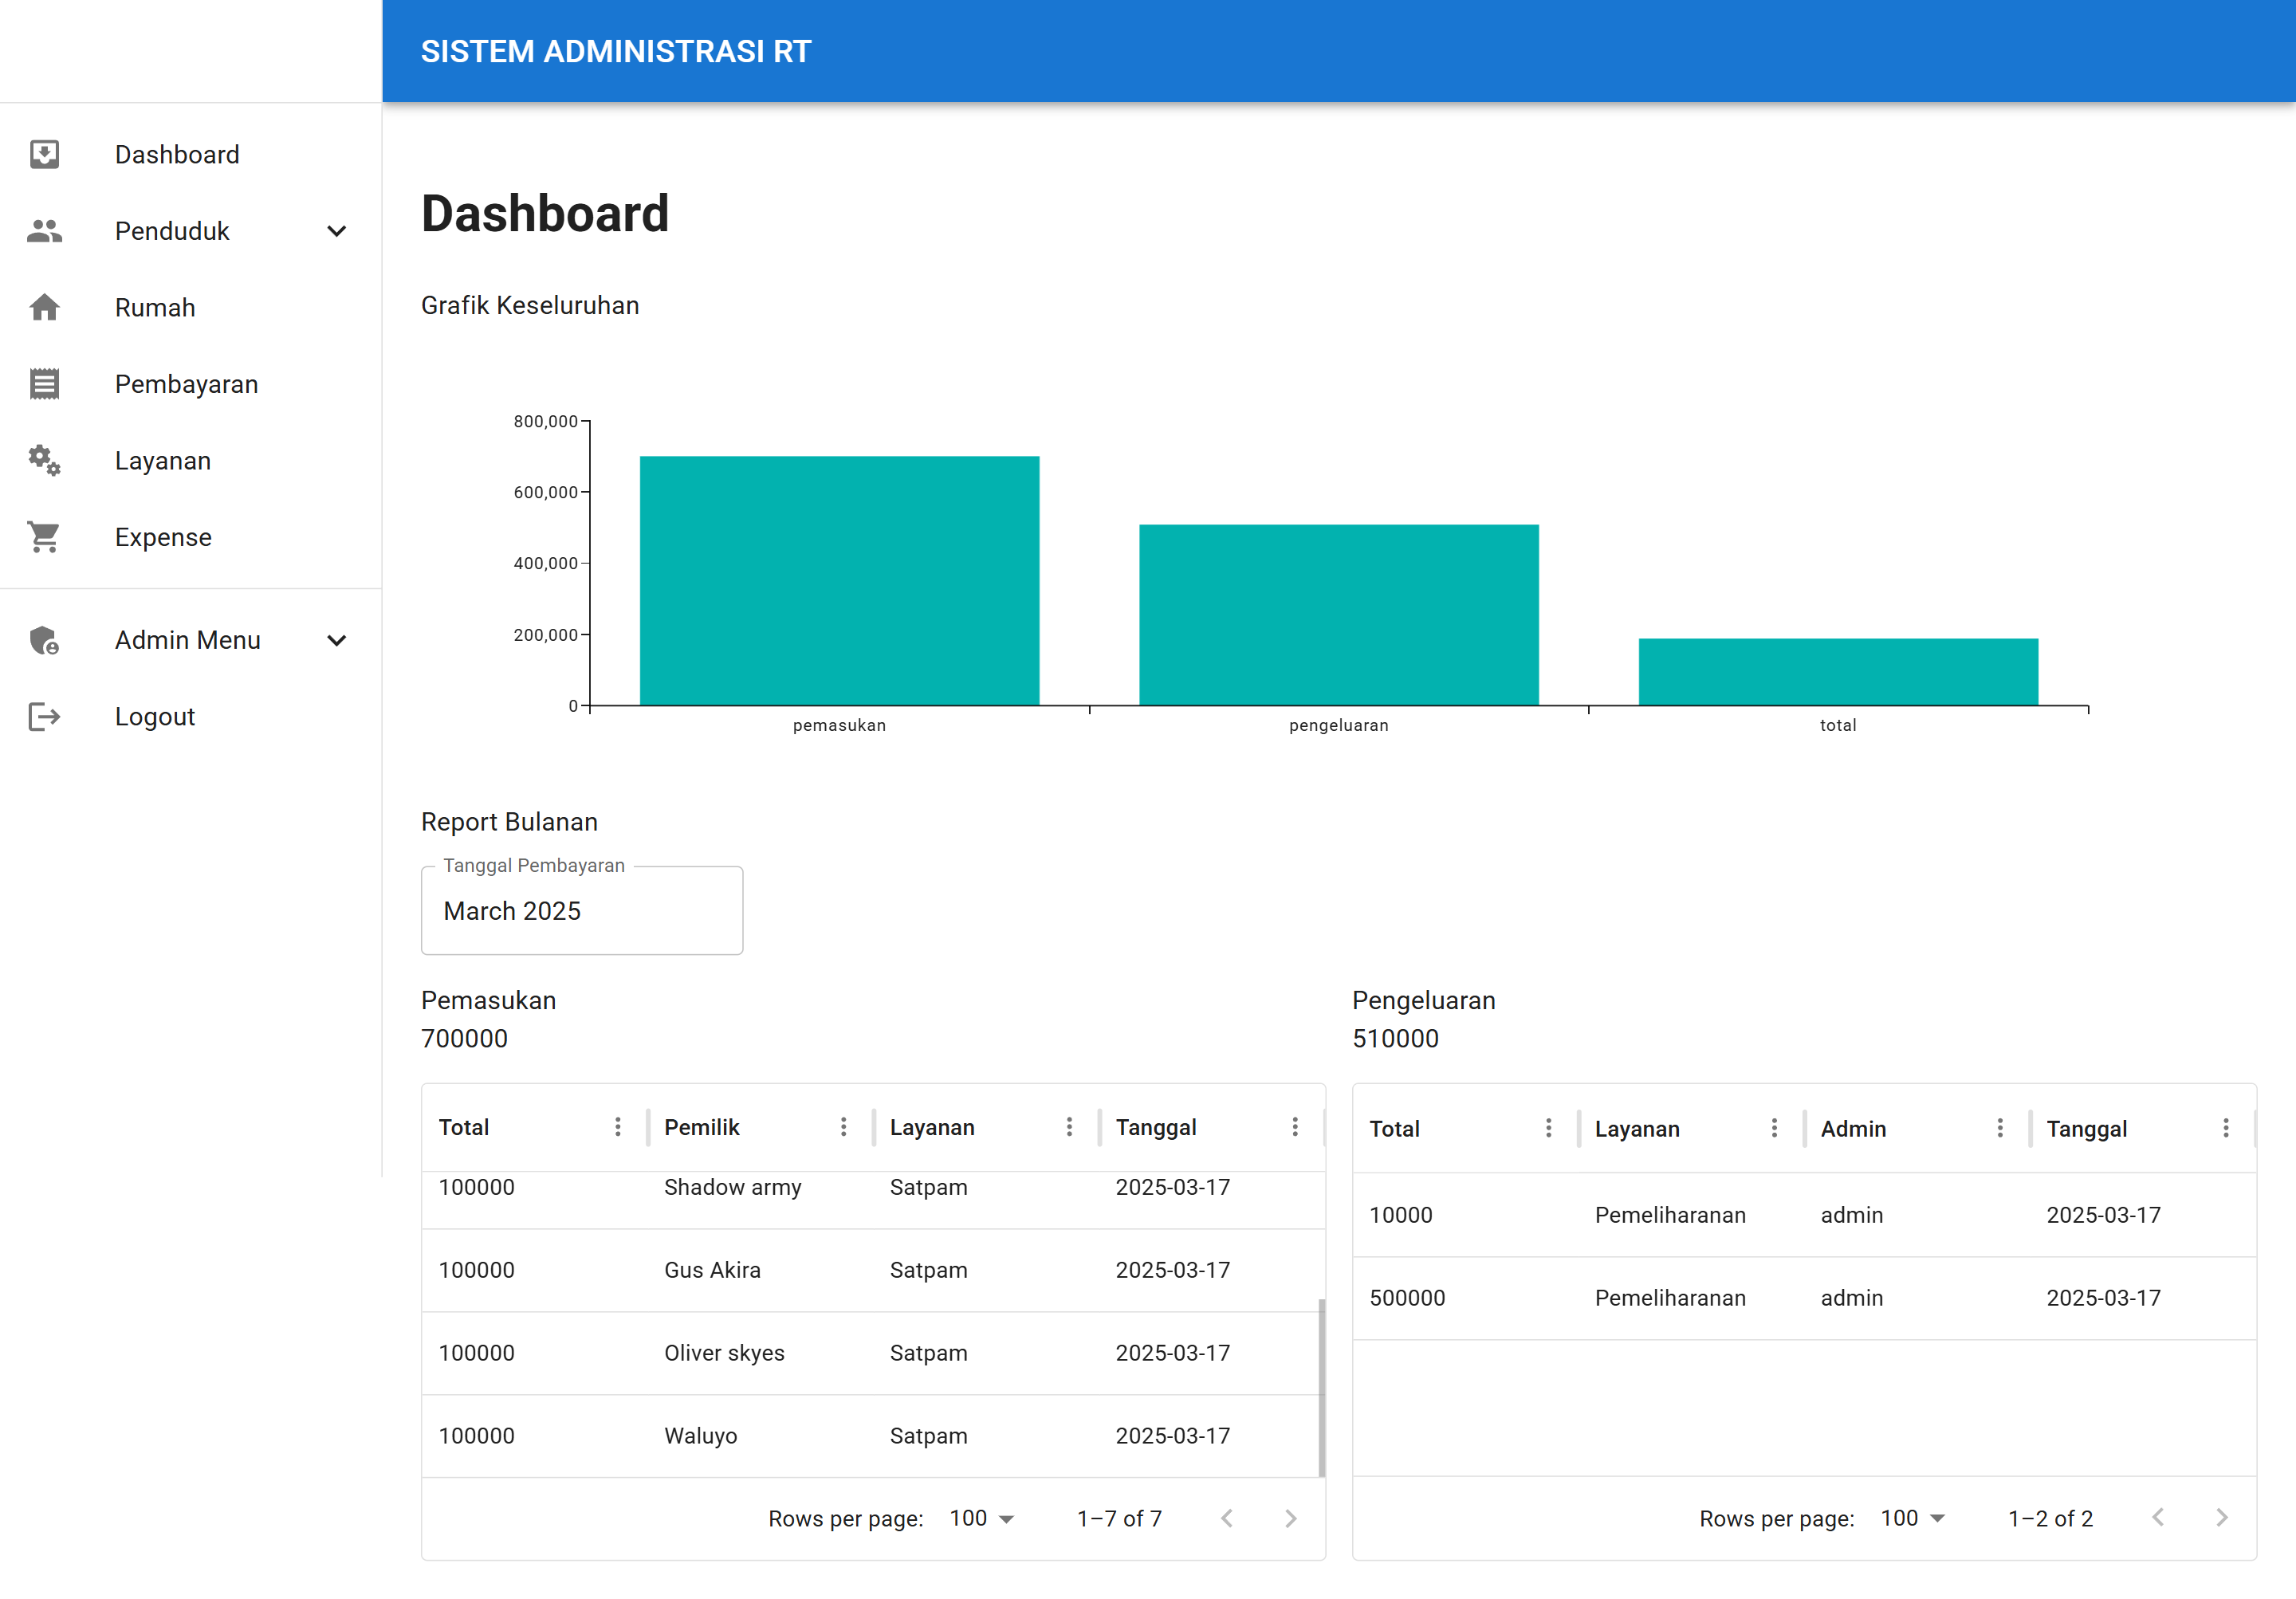 SISTEM ADMINISTRASI RT
Dashboard
Penduduk
Rumah
Pembayaran
Layanan
Expense
Admin Menu
Logout
Dashboard
Grafik Keseluruhan
800,000
600,000
400,000
200,000
0
pemasukan pengeluaran total
Report Bulanan
Tanggal Pembayaran
March 2025
Pemasukan
700000
Total Pemilik Layanan Tanggal
100000 Shadow army Satpam 2025-03-17
100000 Gus Akira Satpam 2025-03-17
100000 Oliver skyes Satpam 2025-03-17
100000 Waluyo Satpam 2025-03-17
Rows per page: 100 1–7 of 7
Pengeluaran
510000
Total Layanan Admin Tanggal
10000 Pemeliharanan admin 2025-03-17
500000 Pemeliharanan admin 2025-03-17
Rows per page: 100 1–2 of 2